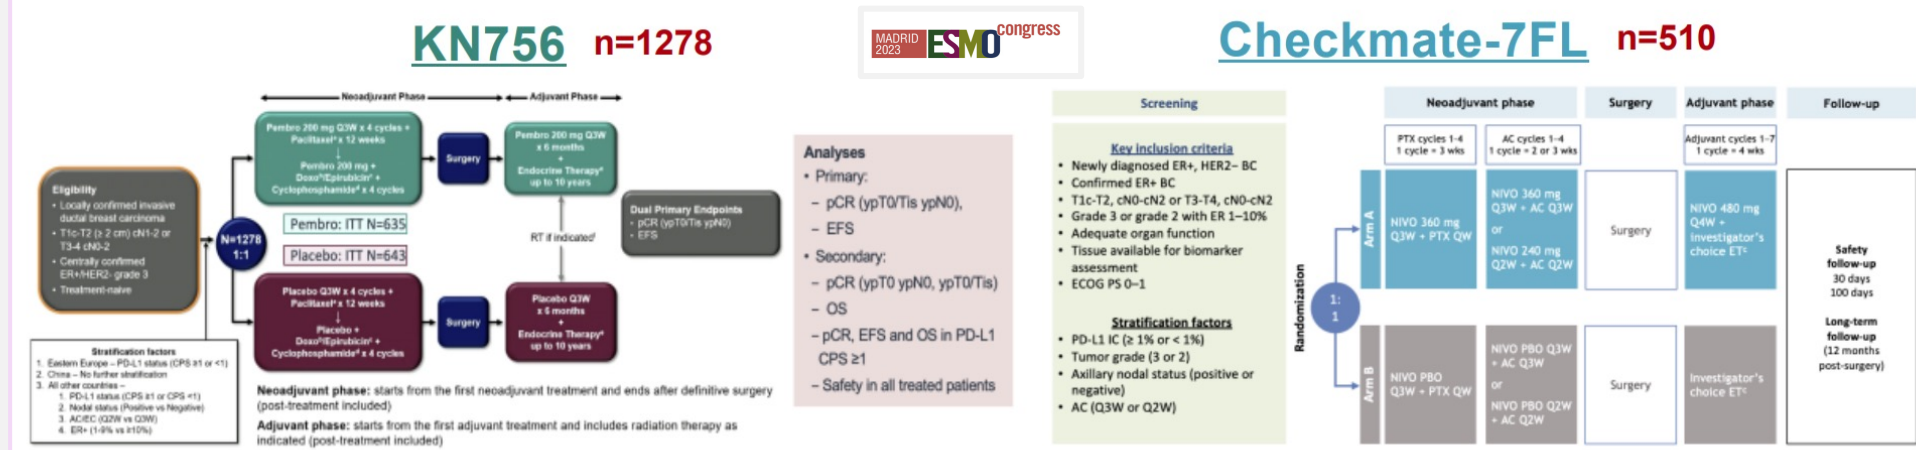 KN756 n=1278
MADRID
2023
ESMO
congress
Checkmate-7FL n=510
Neoadjuvant Phase
Adjuvant Phase
Eligibility
• Locally confirmed invasive
ductal breast carcinoma
• T1c-T2 (≥ 2 cm) cN1-2 or
T3-4 cN0-2
• Centrally confirmed
ER+/HER2- grade 3
• Treatment-naive
N=1278
1:1
Pembro 200 mg Q3W x 4 cycles +
Paclitaxelᵃ x 12 weeks
↓
Pembro 200 mg +
Doxoᵇ/Epirubicinᶜ +
Cyclophosphamideᵈ x 4 cycles
Surgery
Pembro 200 mg Q3W
x 6 months
+
Endocrine Therapyᵉ
up to 10 years
Pembro: ITT N=635
Placebo: ITT N=643
RT if indicatedᶠ
Dual Primary Endpoints
• pCR (ypT0/Tis ypN0)
• EFS
Placebo Q3W x 4 cycles +
Paclitaxelᵃ x 12 weeks
↓
Placebo +
Doxoᵇ/Epirubicinᶜ +
Cyclophosphamideᵈ x 4 cycles
Surgery
Placebo Q3W
x 6 months
+
Endocrine Therapyᵉ
up to 10 years
Stratification factors
1. Eastern Europe – PD-L1 status (CPS ≥1 or <1)
2. China – No further stratification
3. All other countries –
1. PD-L1 status (CPS ≥1 or CPS <1)
2. Nodal status (Positive vs Negative)
3. AC/EC (Q2W vs Q3W)
4. ER+ (1-9% vs ≥10%)
Neoadjuvant phase: starts from the first neoadjuvant treatment and ends after definitive surgery
(post-treatment included)
Adjuvant phase: starts from the first adjuvant treatment and includes radiation therapy as
indicated (post-treatment included)
Analyses
• Primary:
– pCR (ypT0/Tis ypN0),
– EFS
• Secondary:
– pCR (ypT0 ypN0, ypT0/Tis)
– OS
– pCR, EFS and OS in PD-L1
CPS ≥1
– Safety in all treated patients
Screening
Key inclusion criteria
• Newly diagnosed ER+, HER2− BC
• Confirmed ER+ BC
• T1c-T2, cN0-cN2 or T3-T4, cN0-cN2
• Grade 3 or grade 2 with ER 1–10%
• Adequate organ function
• Tissue available for biomarker
assessment
• ECOG PS 0–1
Stratification factors
• PD-L1 IC (≥ 1% or < 1%)
• Tumor grade (3 or 2)
• Axillary nodal status (positive or
negative)
• AC (Q3W or Q2W)
Randomization
1:
1
Neoadjuvant phase
Surgery
Adjuvant phase
Follow-up
PTX cycles 1–4
1 cycle = 3 wks
AC cycles 1–4
1 cycle = 2 or 3 wks
Adjuvant cycles 1–7
1 cycle = 4 wks
Arm A
NIVO 360 mg
Q3W + PTX QW
NIVO 360 mg
Q3W + AC Q3W
or
NIVO 240 mg
Q2W + AC Q2W
Surgery
NIVO 480 mg
Q4W +
investigator's
choice ETᶜ
Arm B
NIVO PBO
Q3W + PTX QW
NIVO PBO Q3W
+ AC Q3W
or
NIVO PBO Q2W
+ AC Q2W
Surgery
Investigator's
choice ETᶜ
Safety
follow-up
30 days
100 days
Long-term
follow-up
(12 months
post-surgery)